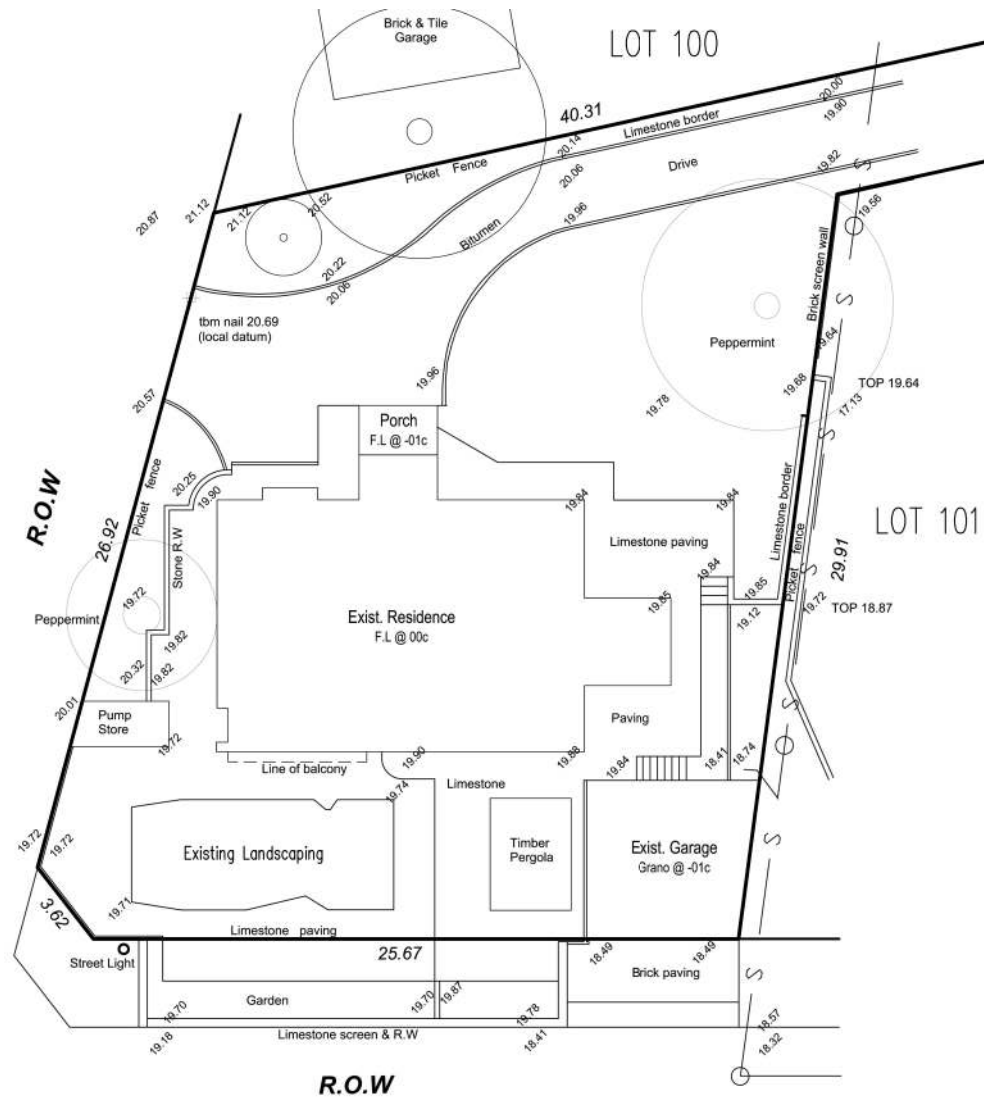 Brick & Tile
Garage
LOT 100
40.31
Limestone border
20.00
19.90
20.14
20.06
Picket Fence
Drive
19.82
S
19.56
21.12
20.87
21.12
20.52
19.96
Bitumen
20.22
20.06
Brick screen wall
S
tbm nail 20.69
(local datum)
Peppermint
19.64
19.96
19.68
TOP 19.64
20.57
19.78
17.13
Porch
F.L @ -01c
S
R.O.W
Picket fence
26.92
20.25
19.90
19.84
19.84
Limestone border
LOT 101
Stone R.W
Limestone paving
Picket fence
29.91
19.84
S
19.72
19.85
19.85
19.72
TOP 18.87
Peppermint
Exist. Residence
F.L @ 00c
19.12
19.82
20.32
19.82
20.01
Pump
Store
Paving
S
19.72
19.90
19.88
19.84
18.41
18.74
Line of balcony
19.74
Limestone
19.72
19.72
Existing Landscaping
Timber
Pergola
Exist. Garage
Grano @ -01c
S
19.71
3.62
Limestone paving
Street Light
25.67
18.49
18.49
Brick paving
S
Garden
19.70
19.70
19.87
19.78
18.57
19.18
Limestone screen & R.W
18.41
18.32
R.O.W